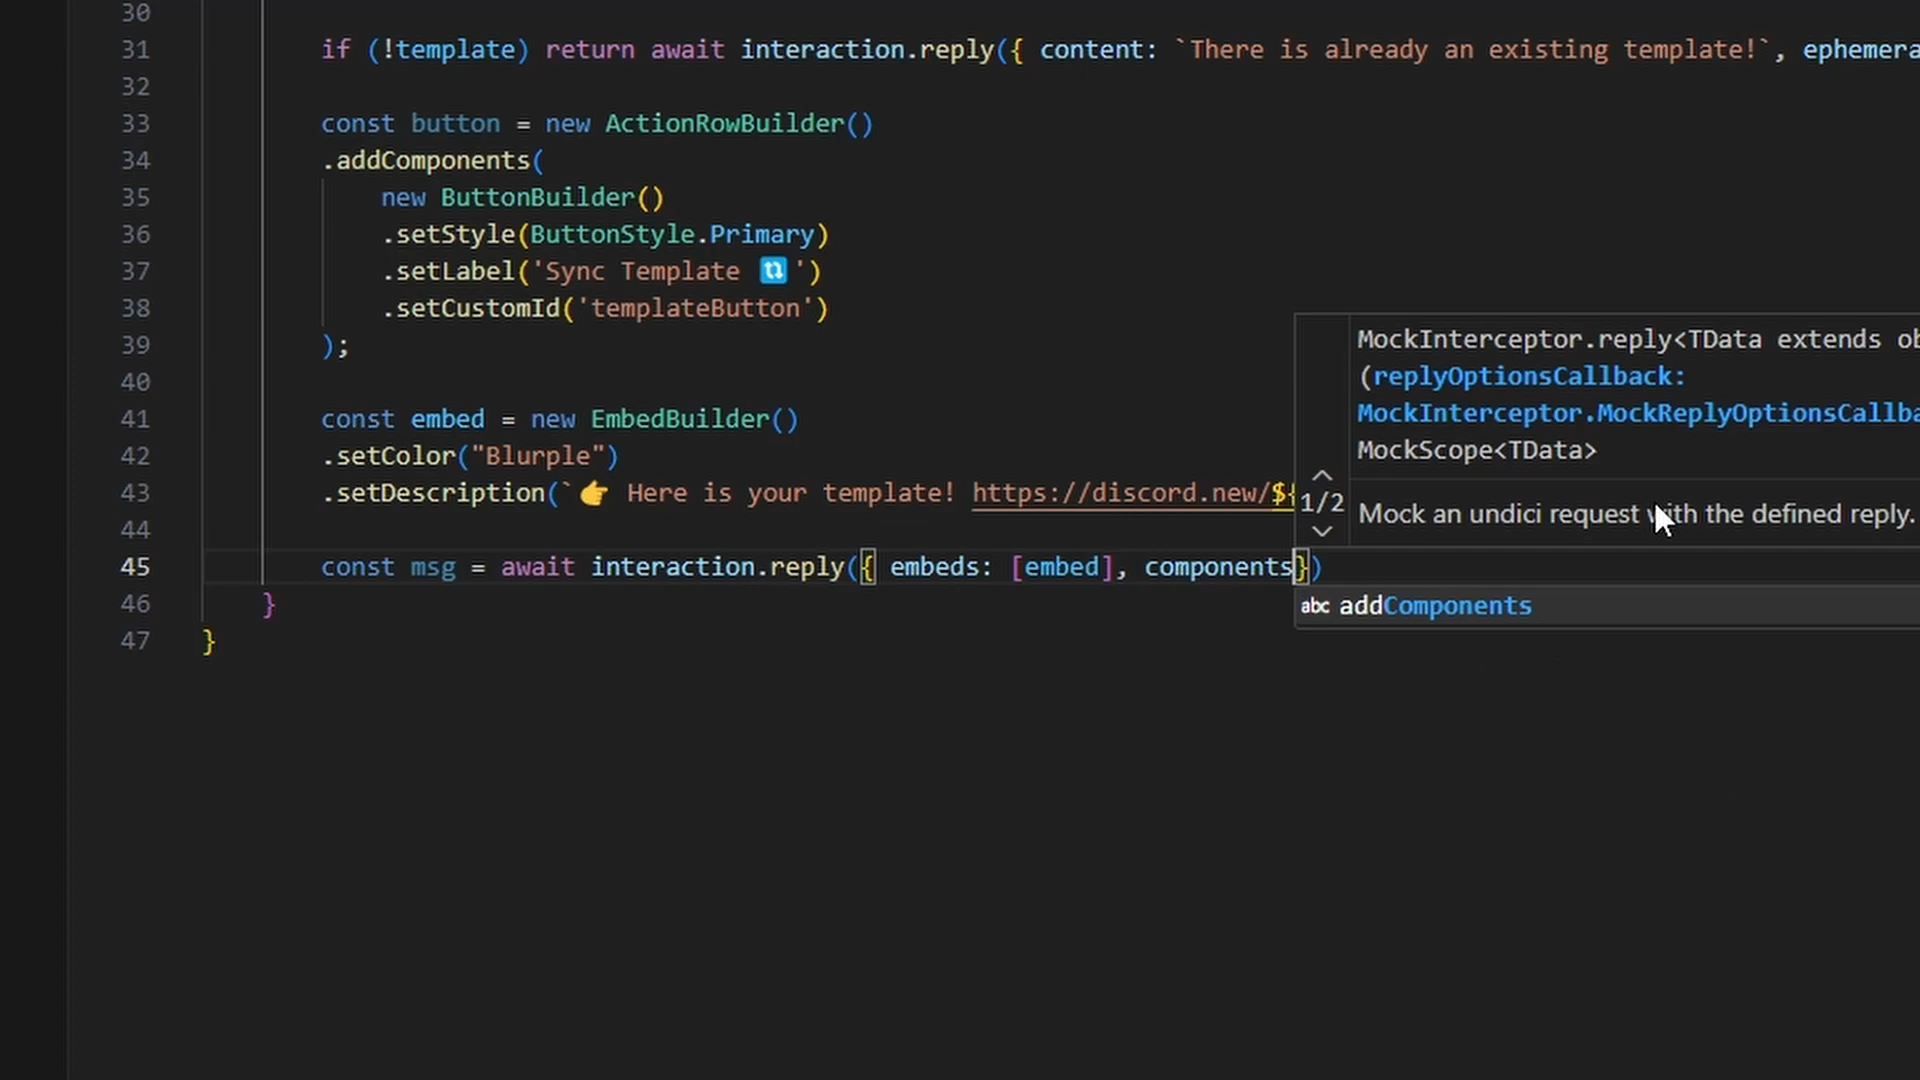 30
31 if (!template) return await interaction.reply({ content: `There is already an existing template!`, ephemera
32
33 const button = new ActionRowBuilder()
34 .addComponents(
35 new ButtonBuilder()
36 .setStyle(ButtonStyle.Primary)
37 .setLabel('Sync Template 🔃 ')
38 .setCustomId('templateButton')
39 );
40
41 const embed = new EmbedBuilder()
42 .setColor("Blurple")
43 .setDescription(`👉 Here is your template! https://discord.new/${
44
45 const msg = await interaction.reply({ embeds: [embed], components})
46 }
47 }
MockInterceptor.reply<TData extends ob
(replyOptionsCallback:
MockInterceptor.MockReplyOptionsCallba
MockScope<TData>
1/2
Mock an undici request with the defined reply.
abc addComponents